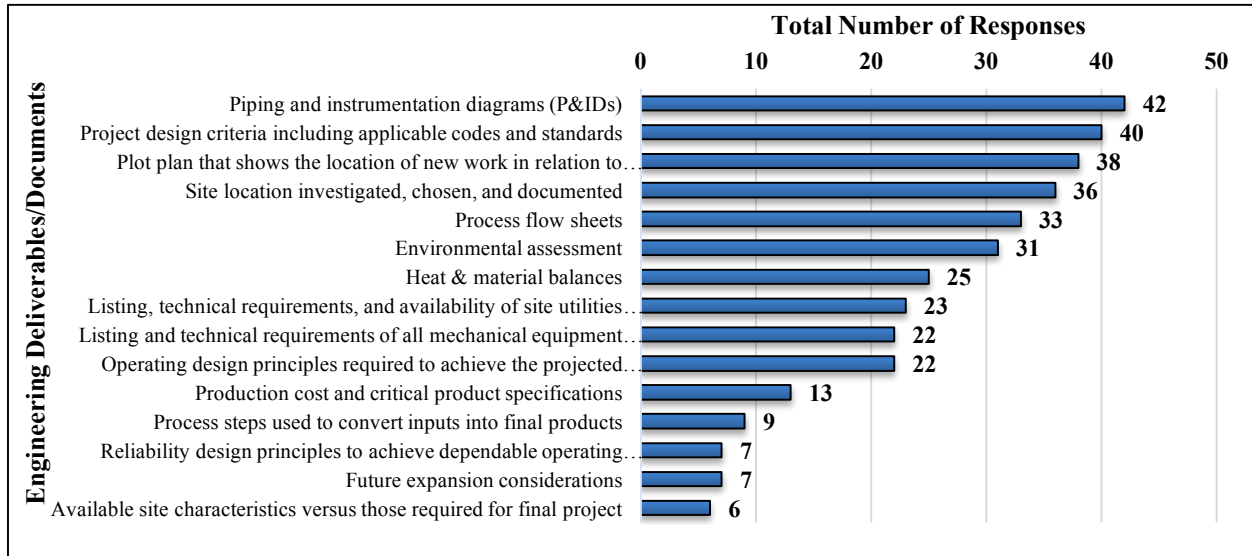 Total Number of Responses
0 10 20 30 40 50
Engineering Deliverables/Documents
Piping and instrumentation diagrams (P&IDs) 42
Project design criteria including applicable codes and standards 40
Plot plan that shows the location of new work in relation to… 38
Site location investigated, chosen, and documented 36
Process flow sheets 33
Environmental assessment 31
Heat & material balances 25
Listing, technical requirements, and availability of site utilities… 23
Listing and technical requirements of all mechanical equipment… 22
Operating design principles required to achieve the projected… 22
Production cost and critical product specifications 13
Process steps used to convert inputs into final products 9
Reliability design principles to achieve dependable operating… 7
Future expansion considerations 7
Available site characteristics versus those required for final project 6